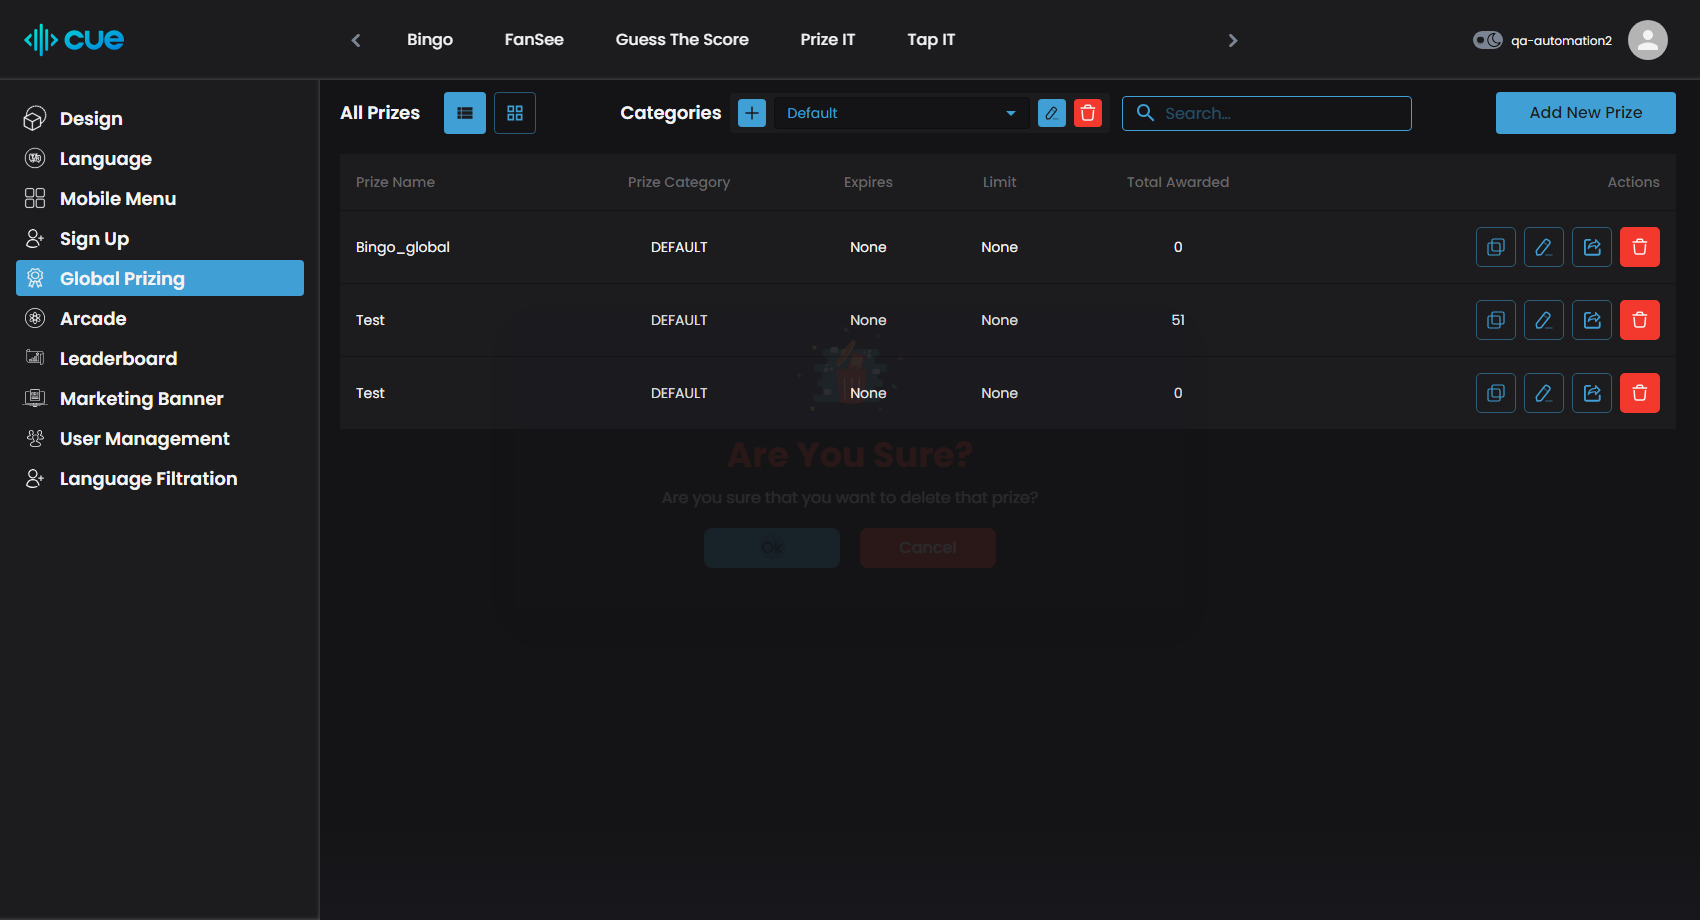 cue
Bingo FanSee Guess The Score Prize IT Tap IT
qa-automation2
Design
Language
Mobile Menu
Sign Up
Global Prizing
Arcade
Leaderboard
Marketing Banner
User Management
Language Filtration
All Prizes Categories Default Search... Add New Prize
Prize Name Prize Category Expires Limit Total Awarded Actions
Bingo_global DEFAULT None None 0
Test DEFAULT None None 51
Test DEFAULT None None 0
Are You Sure?
Are you sure that you want to delete that prize?
Ok Cancel